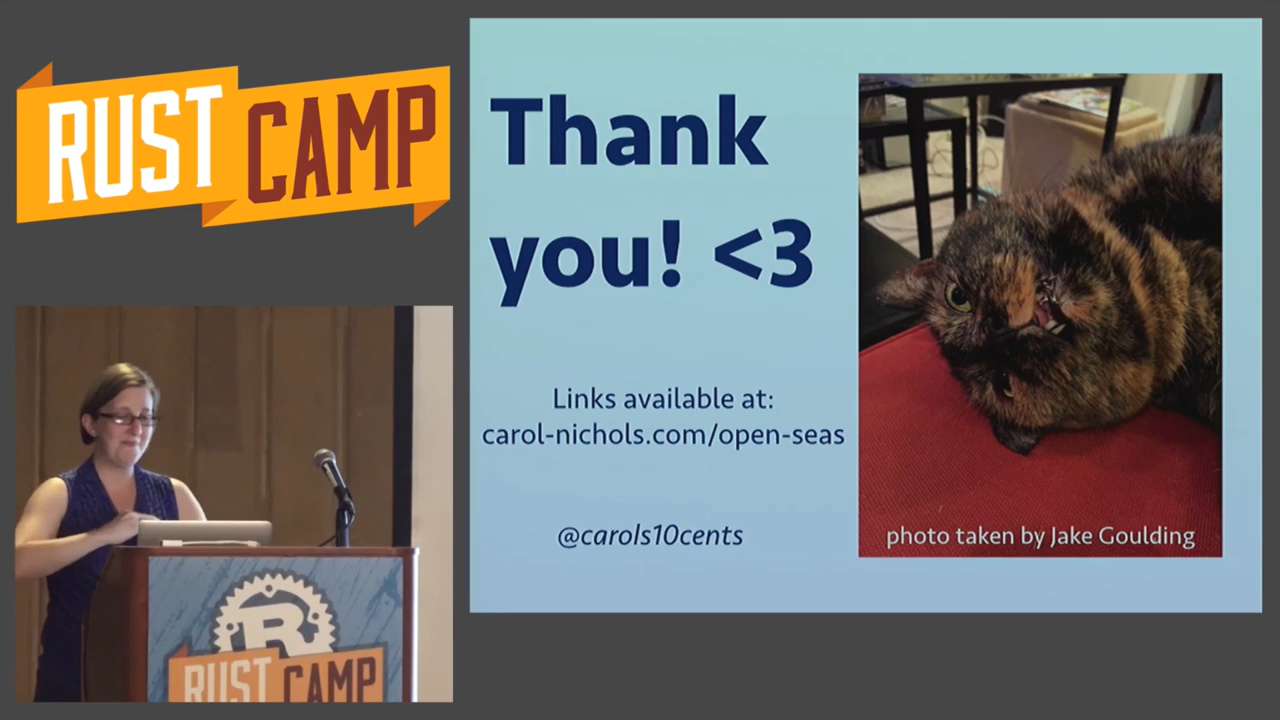 RUST CAMP
Thank
you! <3
Links available at:
carol-nichols.com/open-seas
@carols10cents
photo taken by Jake Goulding
R
RUST CAMP